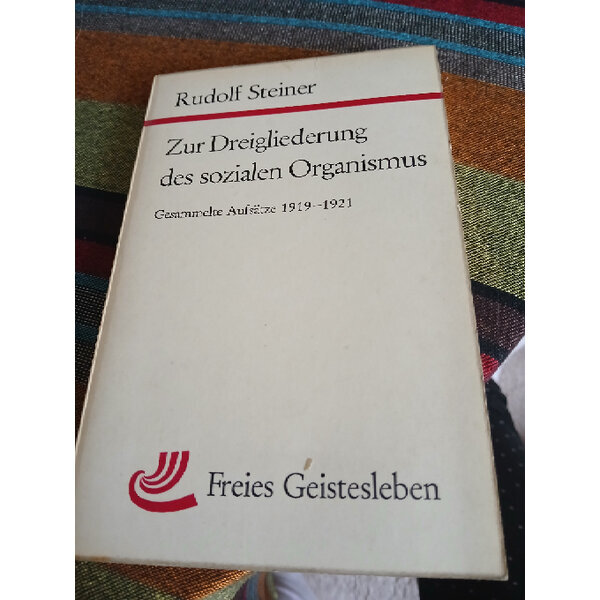 Rudolf Steiner
Zur Dreigliederung
des sozialen Organismus
Gesammelte Aufsätze 1919--1921
Freies Geistesleben